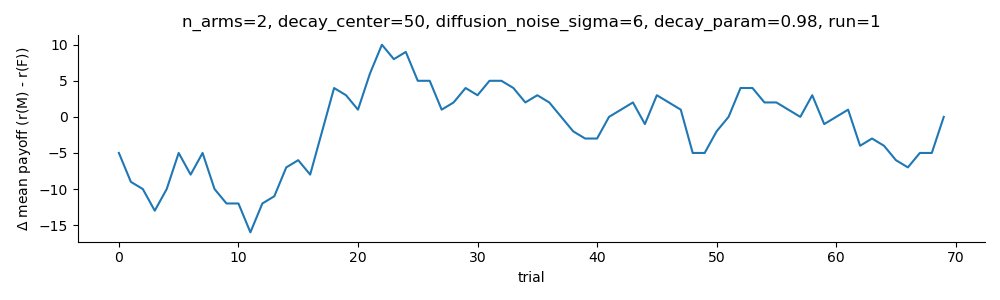 n_arms=2, decay_center=50, diffusion_noise_sigma=6, decay_param=0.98, run=1
Δ mean payoff (r(M) - r(F))
10
5
0
−5
−10
−15
0 10 20 30 40 50 60 70
trial